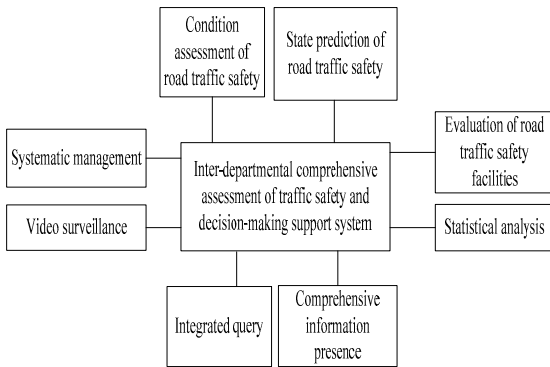 Condition
assessment of
road traffic safety
State prediction of
road traffic safety
Evaluation of road
traffic safety
facilities
Systematic management
Inter-departmental comprehensive
assessment of traffic safety and
decision-making support system
Video surveillance
Statistical analysis
Integrated query
Comprehensive
information
presence